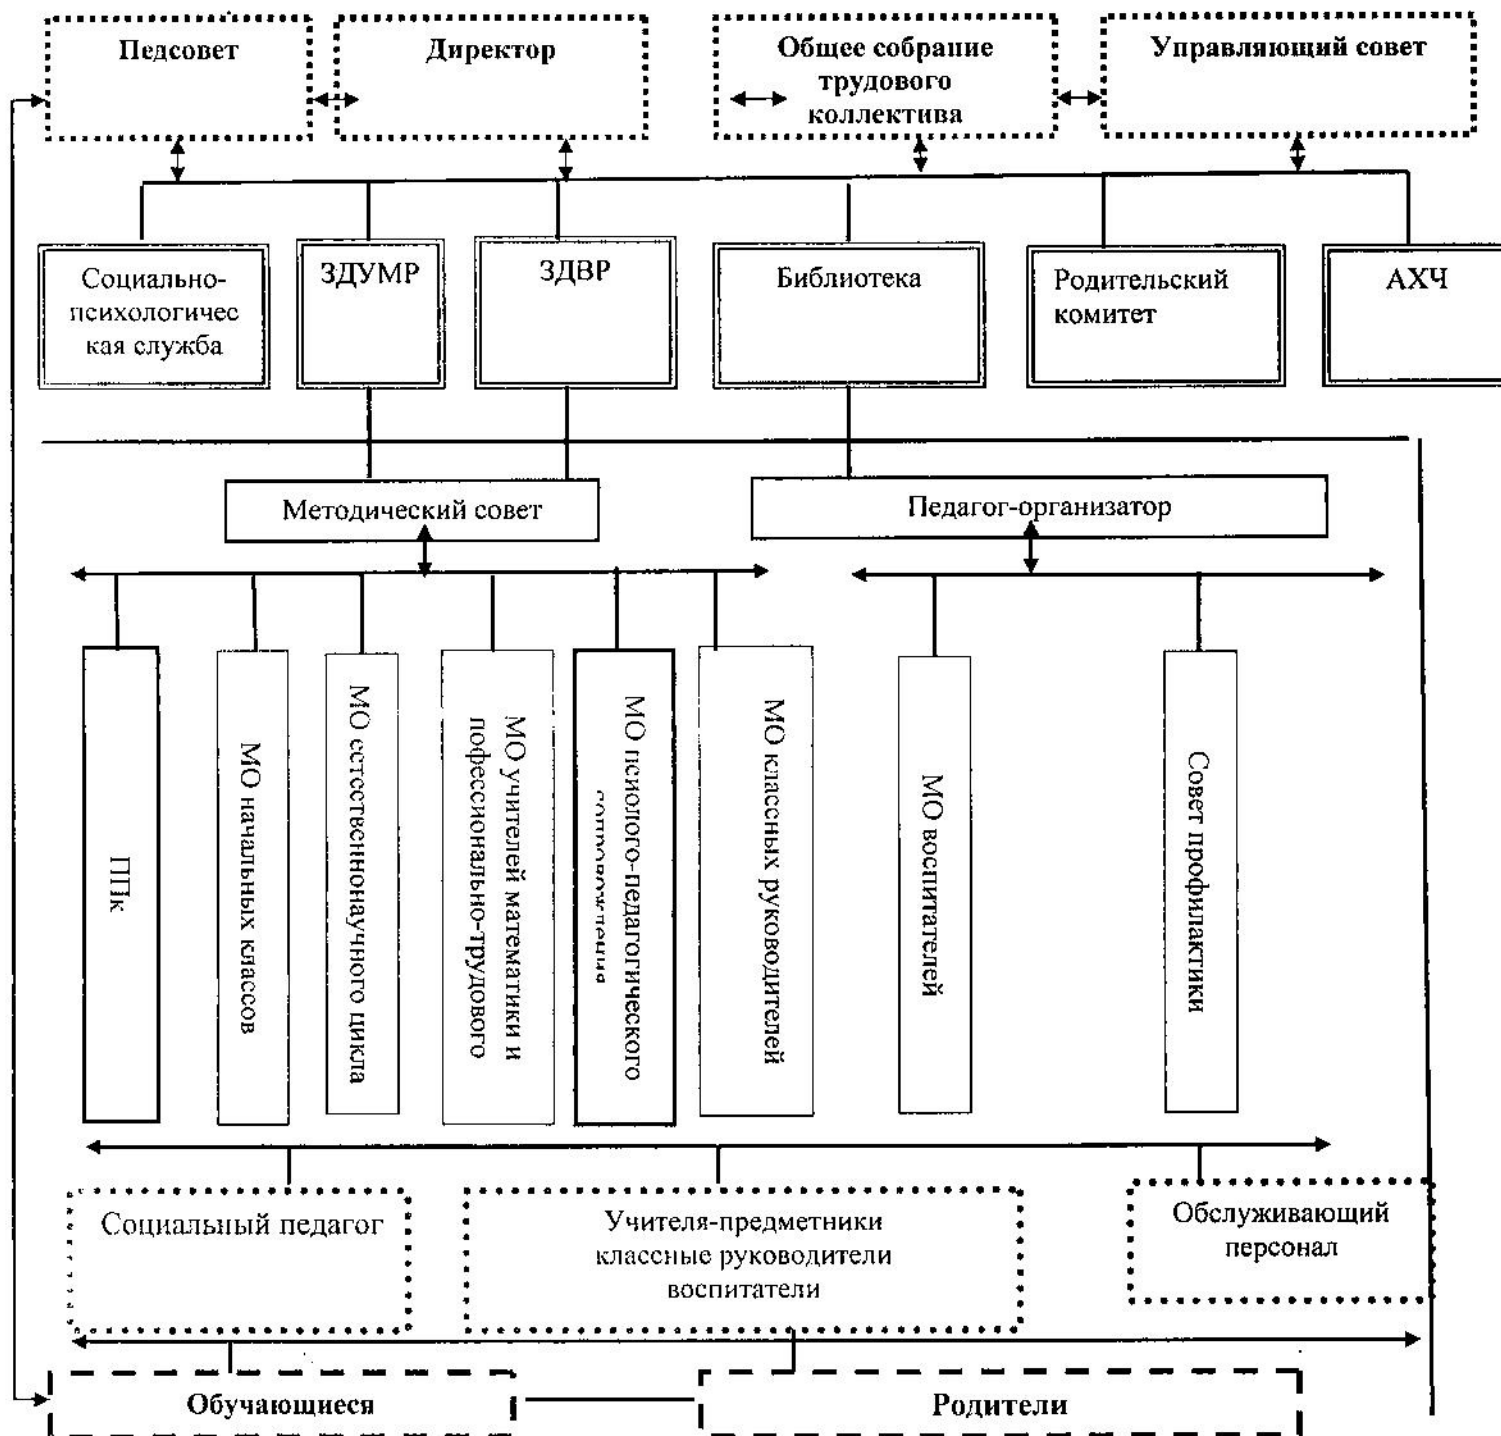 Педсовет
Директор
Общее собрание
трудового
коллектива
Управляющий совет
Социально-
психологичес
кая служба
ЗДУМР
ЗДВР
Библиотека
Родительский
комитет
АХЧ
Методический совет
Педагог-организатор
ППк
МО начальных классов
МО естественнонаучного цикла
МО учителей математики и
пофессионально-трудового
МО псиолого-педагогического
сопровождения
МО классных руководителей
МО воспитателей
Совет профилактики
Социальный педагог
Учителя-предметники
классные руководители
воспитатели
Обслуживающий
персонал
Обучающиеся
Родители